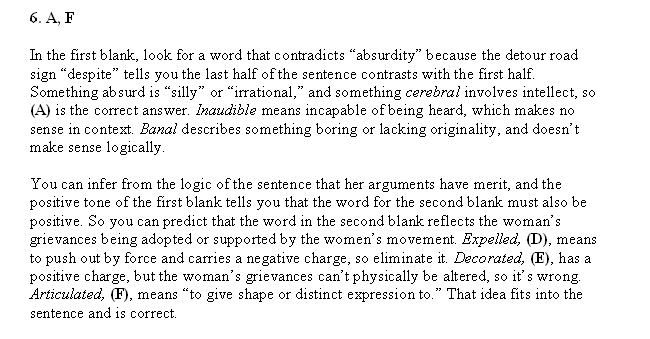 6. A, F
In the first blank, look for a word that contradicts “absurdity” because the detour road
sign “despite” tells you the last half of the sentence contrasts with the first half.
Something absurd is “silly” or “irrational,” and something cerebral involves intellect, so
(A) is the correct answer. Inaudible means incapable of being heard, which makes no
sense in context. Banal describes something boring or lacking originality, and doesn’t
make sense logically.
You can infer from the logic of the sentence that her arguments have merit, and the
positive tone of the first blank tells you that the word for the second blank must also be
positive. So you can predict that the word in the second blank reflects the woman’s
grievances being adopted or supported by the women’s movement. Expelled, (D), means
to push out by force and carries a negative charge, so eliminate it. Decorated, (E), has a
positive charge, but the woman’s grievances can’t physically be altered, so it’s wrong.
Articulated, (F), means “to give shape or distinct expression to.” That idea fits into the
sentence and is correct.